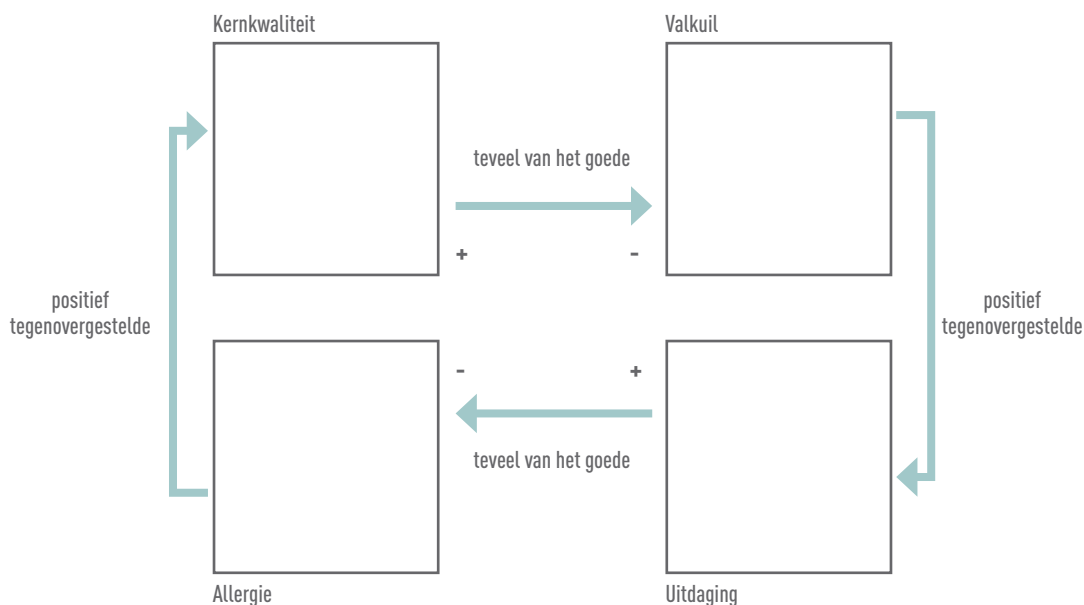 Kernkwaliteit
Valkuil
teveel van het goede
+
-
positief
tegenovergestelde
positief
tegenovergestelde
-
+
teveel van het goede
Allergie
Uitdaging